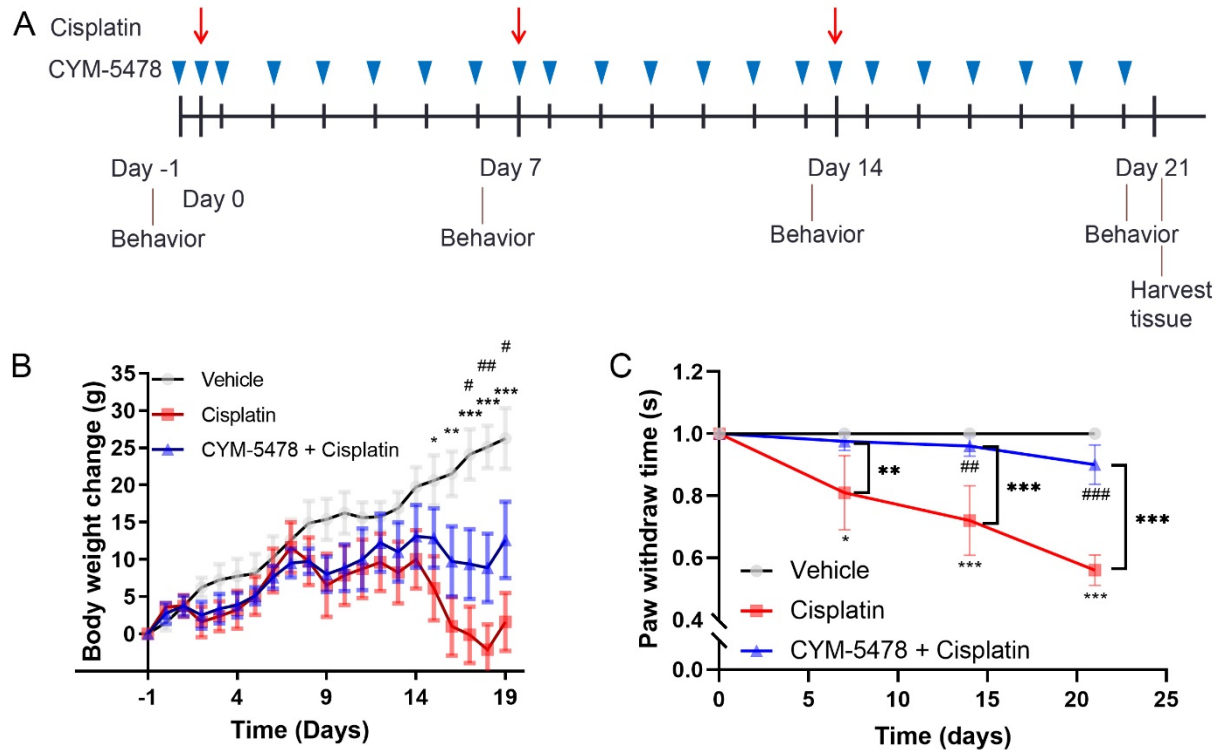 A
Cisplatin
CYM-5478
Day -1
Day 0
Day 7
Day 14
Day 21
Behavior
Behavior
Behavior
Behavior
Harvest
tissue
B
Body weight change (g)
35
30
25
20
15
10
5
0
Vehicle
Cisplatin
CYM-5478 + Cisplatin
#
##
#
* ** *** *** ***
-1 4 9 14 19
Time (Days)
C
Paw withdraw time (s)
1.2
1.0
0.8
0.6
0.4
0.0
**
##
***
###
***
*
***
***
Vehicle
Cisplatin
CYM-5478 + Cisplatin
0 5 10 15 20 25
Time (days)